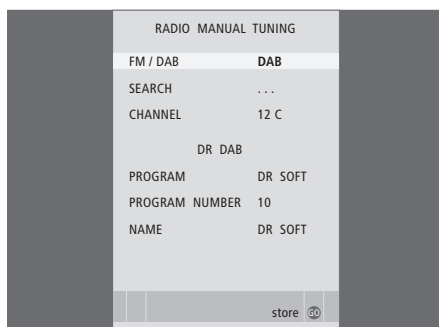 RADIO MANUAL TUNING
FM / DAB DAB
SEARCH . . .
CHANNEL 12 C
DR DAB
PROGRAM DR SOFT
PROGRAM NUMBER 10
NAME DR SOFT
store GO